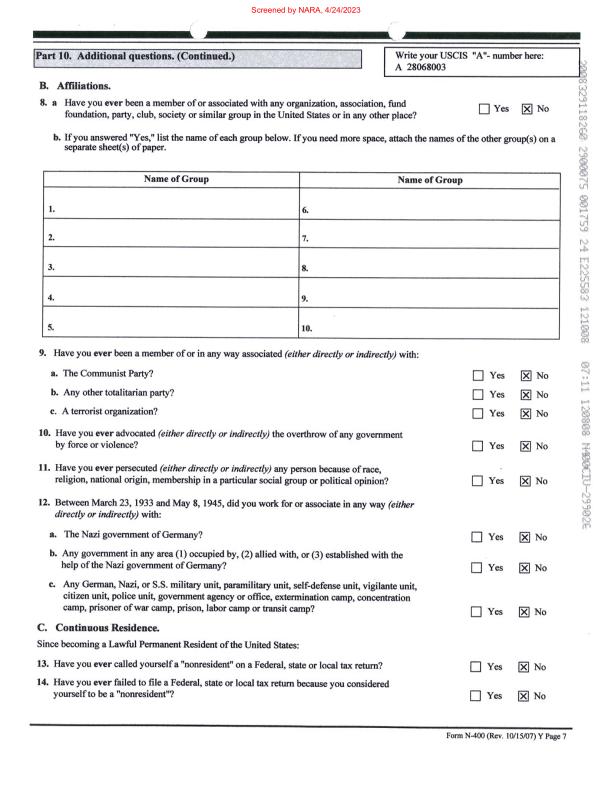 Screened by NARA, 4/24/2023
Part 10. Additional questions. (Continued.)
Write your USCIS "A"- number here:
A 28068003
B. Affiliations.
8. a Have you ever been a member of or associated with any organization, association, fund
foundation, party, club, society or similar group in the United States or in any other place?
Yes No
b. If you answered "Yes," list the name of each group below. If you need more space, attach the names of the other group(s) on a
separate sheet(s) of paper.
Name of Group Name of Group
1. 6.
2. 7.
3. 8.
4. 9.
5. 10.
9. Have you ever been a member of or in any way associated (either directly or indirectly) with:
a. The Communist Party? Yes No
b. Any other totalitarian party? Yes No
c. A terrorist organization? Yes No
10. Have you ever advocated (either directly or indirectly) the overthrow of any government
by force or violence? Yes No
11. Have you ever persecuted (either directly or indirectly) any person because of race,
religion, national origin, membership in a particular social group or political opinion? Yes No
12. Between March 23, 1933 and May 8, 1945, did you work for or associate in any way (either
directly or indirectly) with:
a. The Nazi government of Germany? Yes No
b. Any government in any area (1) occupied by, (2) allied with, or (3) established with the
help of the Nazi government of Germany? Yes No
c. Any German, Nazi, or S.S. military unit, paramilitary unit, self-defense unit, vigilante unit,
citizen unit, police unit, government agency or office, extermination camp, concentration
camp, prisoner of war camp, prison, labor camp or transit camp? Yes No
C. Continuous Residence.
Since becoming a Lawful Permanent Resident of the United States:
13. Have you ever called yourself a "nonresident" on a Federal, state or local tax return? Yes No
14. Have you ever failed to file a Federal, state or local tax return because you considered
yourself to be a "nonresident"? Yes No
Form N-400 (Rev. 10/15/07) Y Page 7
2008329118260 2900075 001759 24 E225583 121008 07:11 120808